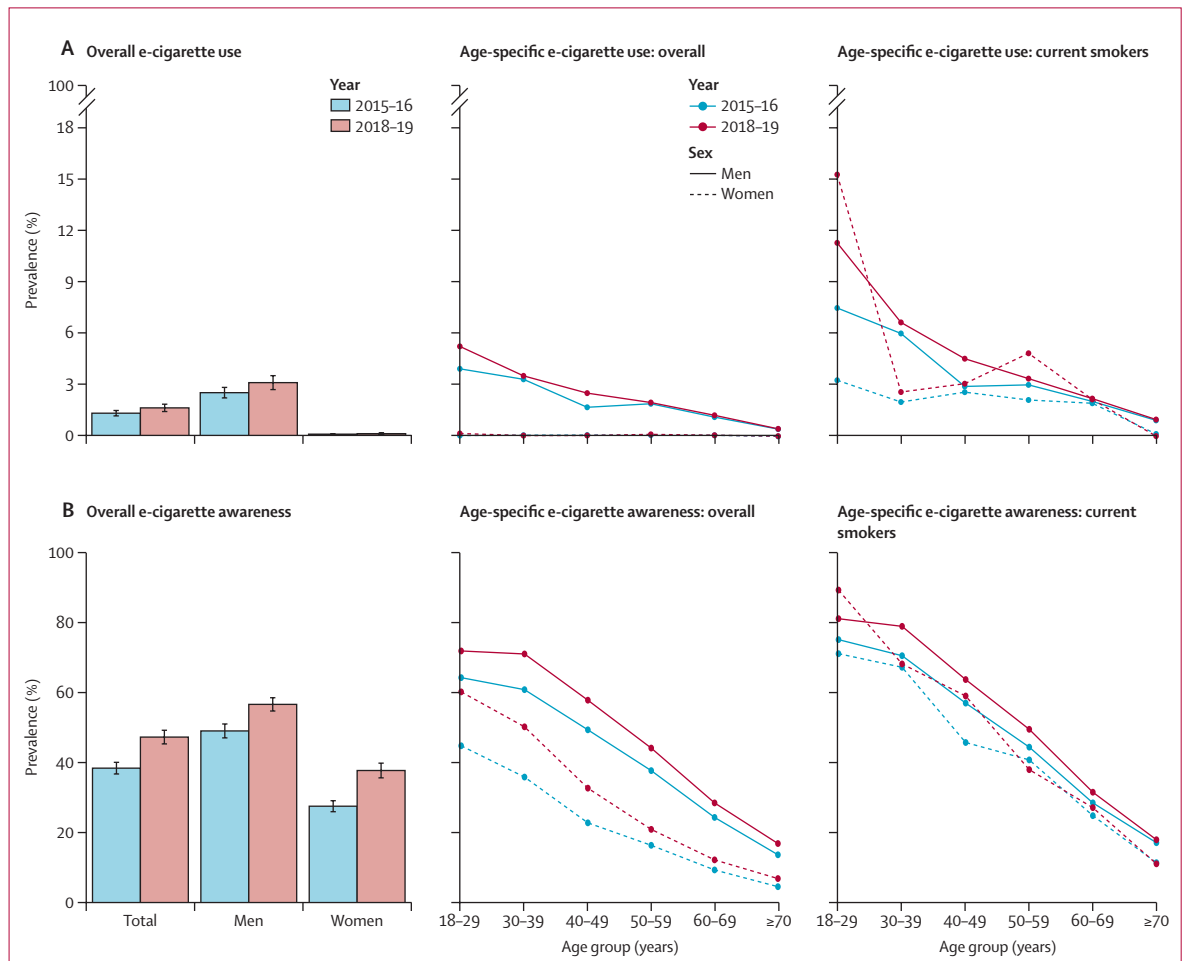 A Overall e-cigarette use
Age-specific e-cigarette use: overall
Age-specific e-cigarette use: current smokers
Year
2015–16
2018–19
Year
2015–16
2018–19
Sex
Men
Women
Prevalence (%)
100
18
15
12
9
6
3
0
B Overall e-cigarette awareness
Age-specific e-cigarette awareness: overall
Age-specific e-cigarette awareness: current
smokers
Prevalence (%)
100
80
60
40
20
0
Total
Men
Women
18–29
30–39
40–49
50–59
60–69
≥70
Age group (years)
18–29
30–39
40–49
50–59
60–69
≥70
Age group (years)